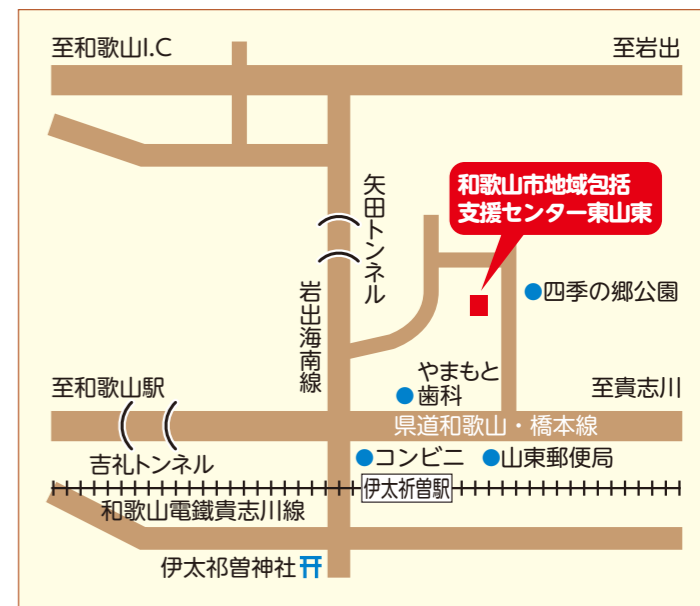 至和歌山I.C
至岩出
矢田トンネル
和歌山市地域包括
支援センター東山東
岩出海南線
四季の郷公園
やまもと
歯科
至和歌山駅
至貴志川
県道和歌山・橋本線
吉礼トンネル
コンビニ
山東郵便局
伊太祈曽駅
和歌山電鐵貴志川線
伊太祁曽神社